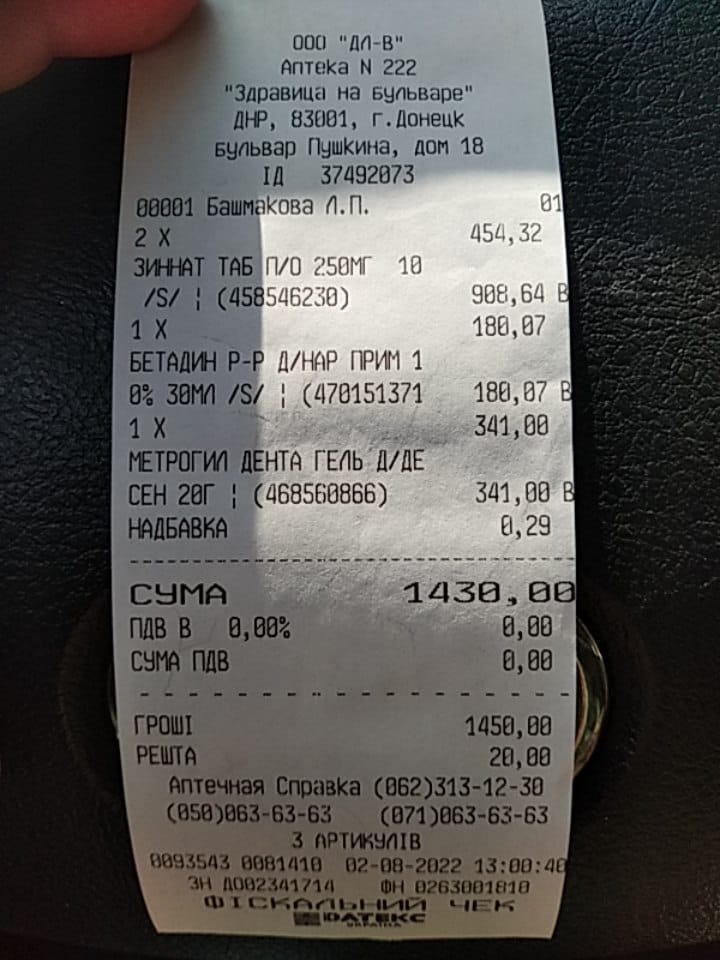 ООО "ДЛ-В"
Аптека N 222
"Здравица на бульваре"
ДНР, 83001, г.Донецк
бульвар Пушкина, дом 18
ІД 37492073
00001 Башмакова Л.П. 01
2 X 454,32
ЗИННАТ ТАБ П/О 250МГ 10
/S/ ¦ (458546230) 908,64 В
1 X 180,07
БЕТАДИН Р-Р Д/НАР ПРИМ 1
0% 30МЛ /S/ ¦ (470151371 180,07 В
1 X 341,00
МЕТРОГИЛ ДЕНТА ГЕЛЬ Д/ДЕ
СЕН 20Г ¦ (468560866) 341,00 В
НАДБАВКА 0,29
СУМА 1430,00
ПДВ В 0,00% 0,00
СУМА ПДВ 0,00
ГРОШІ 1450,00
РЕШТА 20,00
Аптечная Справка (062)313-12-30
(050)063-63-63 (071)063-63-63
3 АРТИКУЛІВ
0093543 0081410 02-08-2022 13:00:40
ЗН ДО02341714 ФН 0263001810
ФІСКАЛЬНИЙ ЧЕК
DATEКС
УКРАЇНА